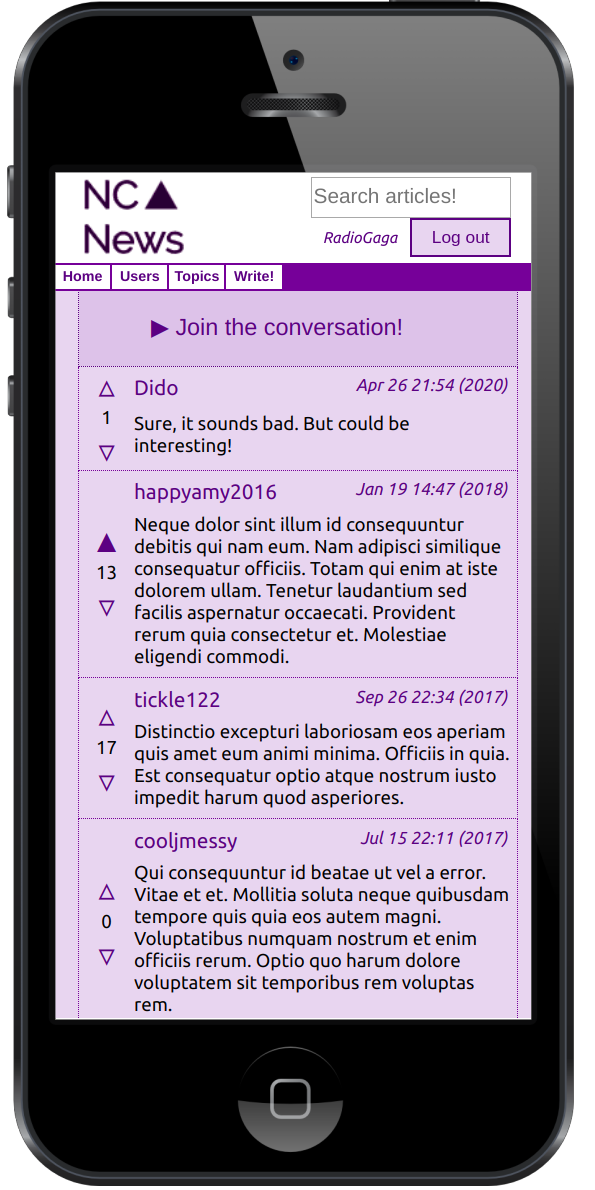 NC▲
News
Search articles!
RadioGaga Log out
Home Users Topics Write!
▶ Join the conversation!
Dido Apr 26 21:54 (2020)
1
Sure, it sounds bad. But could be
interesting!
happyamy2016 Jan 19 14:47 (2018)
Neque dolor sint illum id consequuntur
debitis qui nam eum. Nam adipisci similique
consequatur officiis. Totam qui enim at iste
13
dolorem ullam. Tenetur laudantium sed
facilis aspernatur occaecati. Provident
rerum quia consectetur et. Molestiae
eligendi commodi.
tickle122 Sep 26 22:34 (2017)
Distinctio excepturi laboriosam eos aperiam
17
quis amet eum animi minima. Officiis in quia.
Est consequatur optio atque nostrum iusto
impedit harum quod asperiores.
cooljmessy Jul 15 22:11 (2017)
Qui consequuntur id beatae ut vel a error.
Vitae et et. Mollitia soluta neque quibusdam
0
tempore quis quia eos autem magni.
Voluptatibus numquam nostrum et enim
officiis rerum. Optio quo harum dolore
voluptatem sit temporibus rem voluptas
rem.